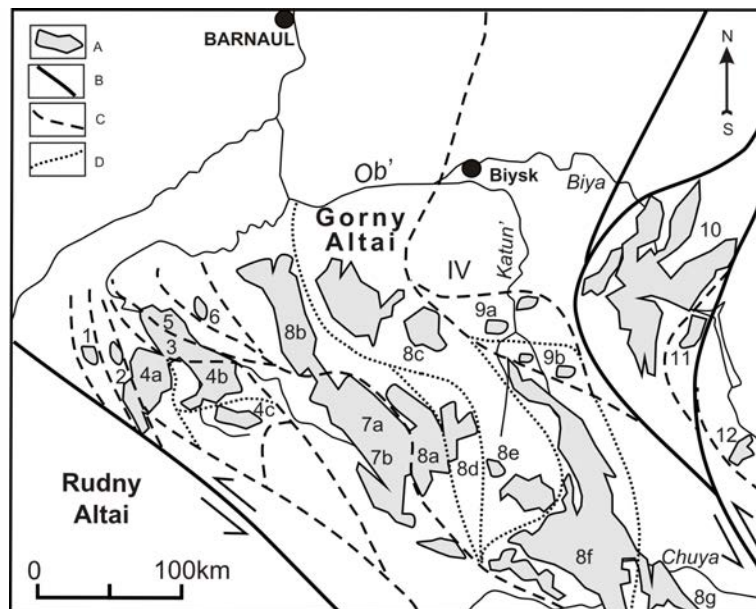 A
B
C
D
BARNAUL
N
S
Ob'
Biysk
Biya
Gorny
Altai
IV
Katun'
10
5
6
8b
9a
1
3
8c
11
2
4a
4b
9b
4c
7a
12
8a
8e
7b
8d
Rudny
Altai
0
100km
8f
Chuya
8g